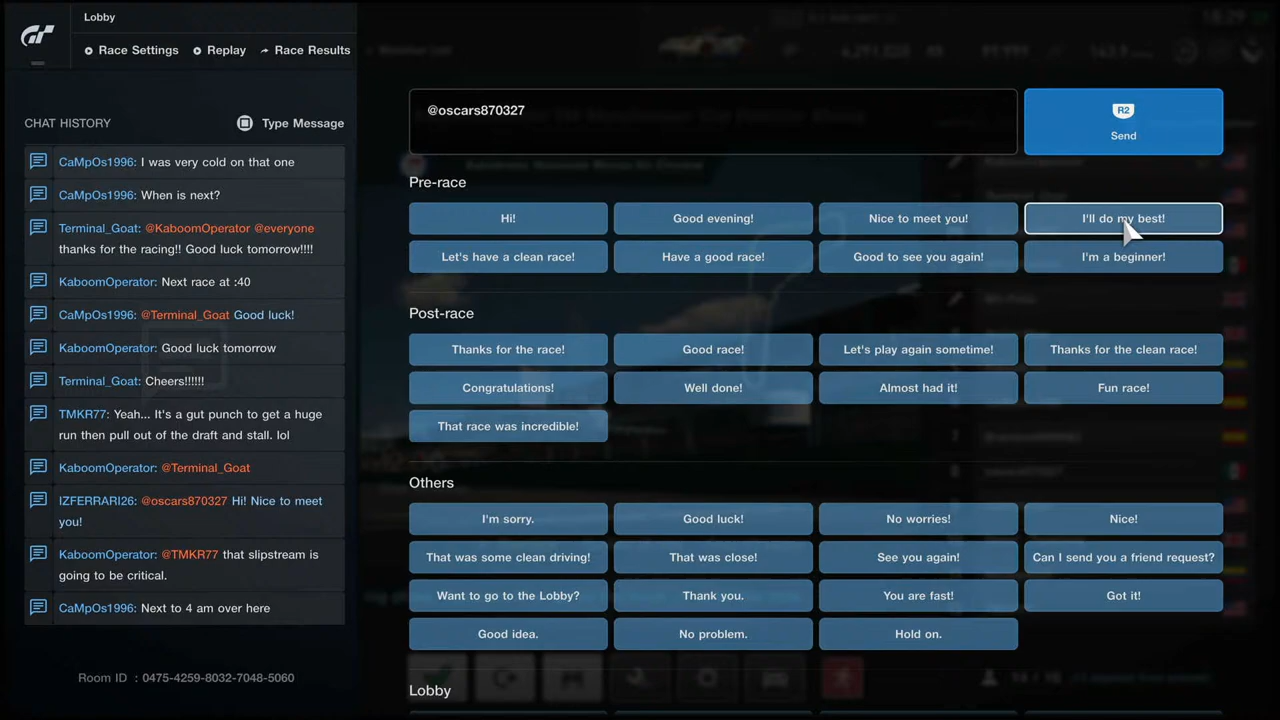 Lobby
Race Settings Replay Race Results
CHAT HISTORY Type Message
CaMpOs1996: I was very cold on that one
CaMpOs1996: When is next?
Terminal_Goat: @KaboomOperator @everyone
thanks for the racing!! Good luck tomorrow!!!!
KaboomOperator: Next race at :40
CaMpOs1996: @Terminal_Goat Good luck!
KaboomOperator: Good luck tomorrow
Terminal_Goat: Cheers!!!!!!
TMKR77: Yeah... It's a gut punch to get a huge
run then pull out of the draft and stall. lol
KaboomOperator: @Terminal_Goat
IZFERRARI26: @oscars870327 Hi! Nice to meet
you!
KaboomOperator: @TMKR77 that slipstream is
going to be critical.
CaMpOs1996: Next to 4 am over here
Room ID : 0475-4259-8032-7048-5060
@oscars870327
R2
Send
Pre-race
Hi! Good evening! Nice to meet you! I'll do my best!
Let's have a clean race! Have a good race! Good to see you again! I'm a beginner!
Post-race
Thanks for the race! Good race! Let's play again sometime! Thanks for the clean race!
Congratulations! Well done! Almost had it! Fun race!
That race was incredible!
Others
I'm sorry. Good luck! No worries! Nice!
That was some clean driving! That was close! See you again! Can I send you a friend request?
Want to go to the Lobby? Thank you. You are fast! Got it!
Good idea. No problem. Hold on.
Lobby